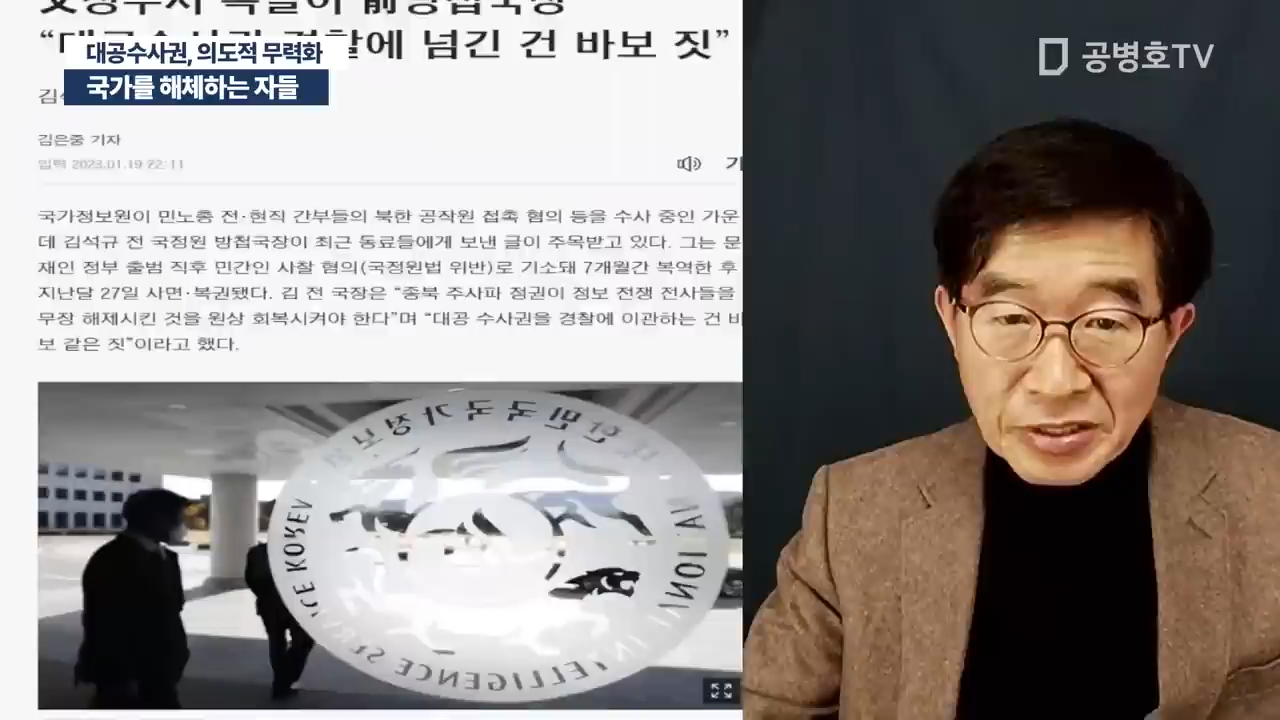 “대공수사권 경찰에 넘긴 건 바보 짓”
대공수사권, 의도적 무력화
국가를 해체하는 자들
공병호TV
김은중 기자
입력 2023.01.19 22:11
국가정보원이 민노총 전·현직 간부들의 북한 공작원 접촉 혐의 등을 수사 중인 가운
데 김석규 전 국정원 방첩국장이 최근 동료들에게 보낸 글이 주목받고 있다. 그는 문
재인 정부 출범 직후 민간인 사찰 혐의(국정원법 위반)로 기소돼 7개월간 복역한 후
지난달 27일 사면·복권됐다. 김 전 국장은 “종북 주사파 정권이 정보 전쟁 전사들을
무장 해제시킨 것을 원상 회복시켜야 한다”며 “대공 수사권을 경찰에 이관하는 건 바
보 같은 짓”이라고 했다.